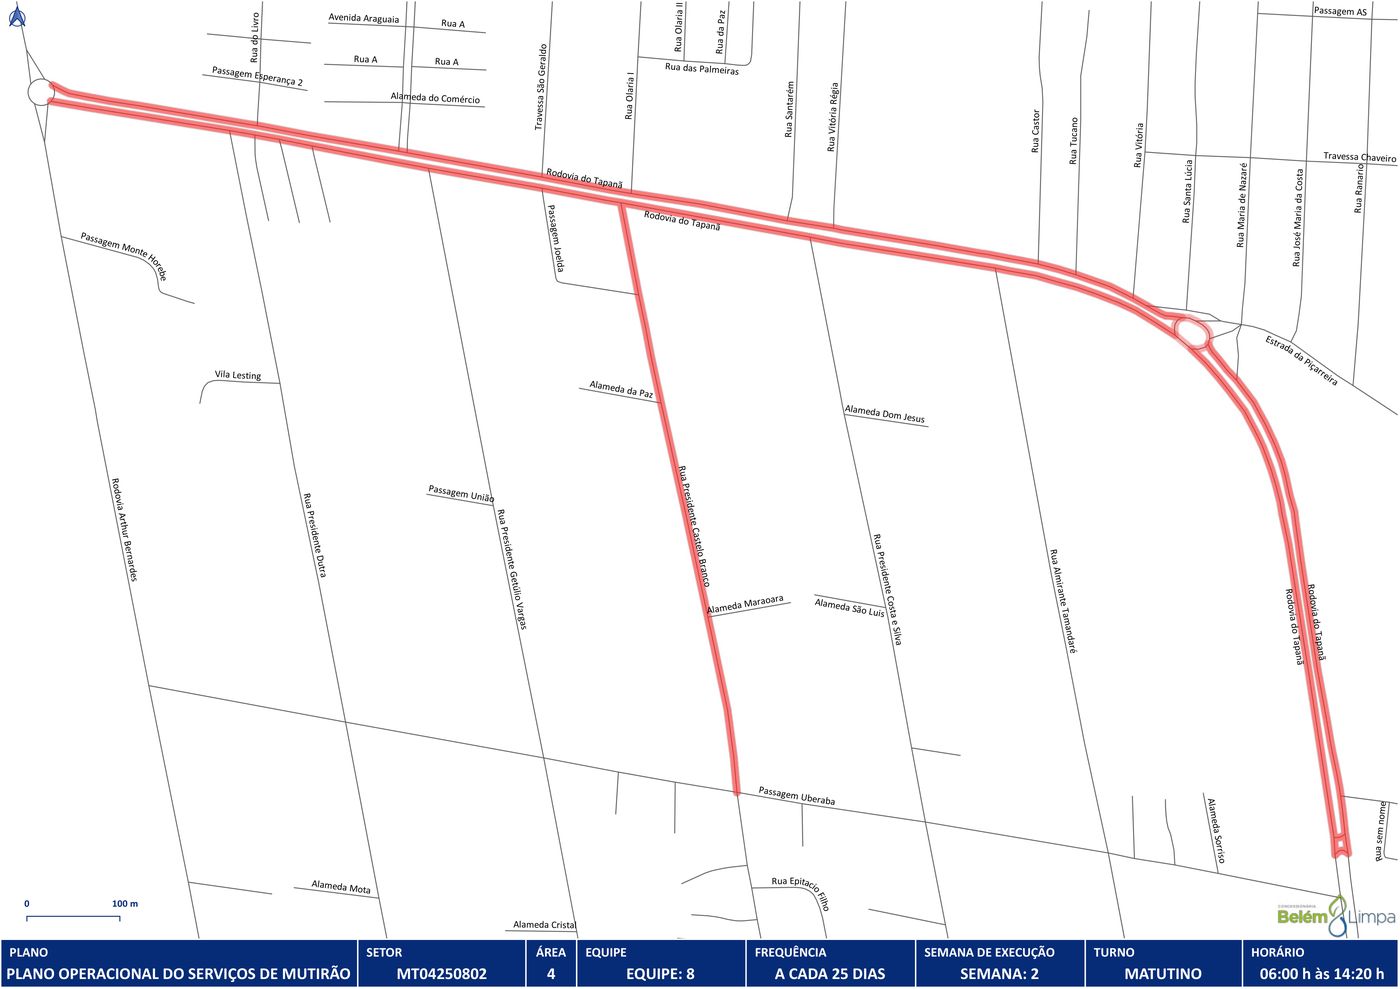 Avenida Araguaia
Rua A
Rua do Livro
Rua A
Rua A
Passagem Esperança 2
Alameda do Comércio
Travessa São Geraldo
Rua Olaria I
Rua Olaria II
Rua da Paz
Rua das Palmeiras
Rua Santarém
Rua Vitória Régia
Rua Castor
Rua Tucano
Rua Vitória
Rua Santa Lúcia
Rua Maria de Nazaré
Rua José Maria da Costa
Rua Ranario
Passagem AS
Travessa Chaveiro
Rodovia do Tapanã
Rodovia do Tapanã
Passagem Joelda
Passagem Monte Horebe
Estrada da Piçarreira
Vila Lesting
Alameda da Paz
Alameda Dom Jesus
Rodovia Arthur Bernardes
Rua Presidente Dutra
Passagem União
Rua Presidente Getúlio Vargas
Rua Presidente Castelo Branco
Rua Presidente Costa e Silva
Rua Almirante Tamandaré
Alameda Maraoara
Alameda São Luis
Rodovia do Tapanã
Rodovia do Tapanã
Passagem Uberaba
Alameda Sorriso
Rua sem nome
Alameda Mota
Rua Epitacio Filho
Alameda Cristal
0 100 m
CONCESSIONÁRIA
Belém Limpa
PLANO
PLANO OPERACIONAL DO SERVIÇOS DE MUTIRÃO
SETOR
MT04250802
ÁREA
4
EQUIPE
EQUIPE: 8
FREQUÊNCIA
A CADA 25 DIAS
SEMANA DE EXECUÇÃO
SEMANA: 2
TURNO
MATUTINO
HORÁRIO
06:00 h às 14:20 h